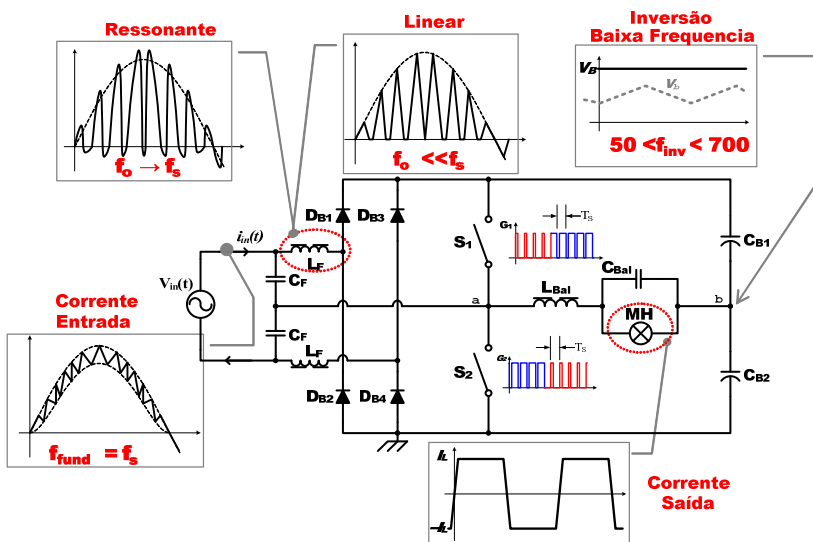 Ressonante
fo → fs
Linear
fo <<fs
Inversão
Baixa Frequencia
VB
Vb
50 <finv< 700
DB1
DB3
iin(t)
LF
CF
Vin(t)
S1
G1
TS
CBal
LBal
a
b
MH
CB1
Corrente
Entrada
CF
LF
S2
G2
TS
CB2
DB2
DB4
ffund = fs
IL
-IL
Corrente
Saída